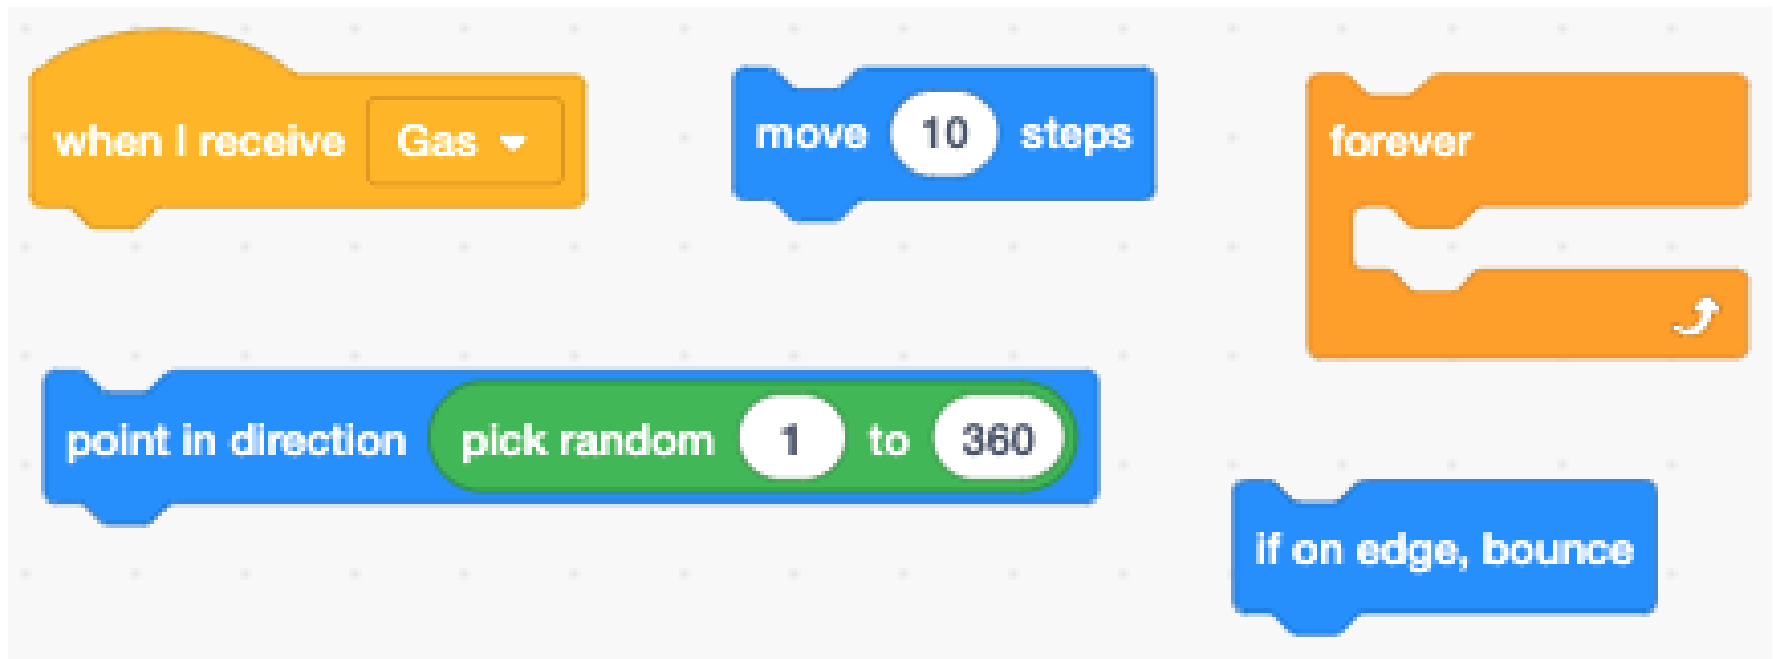 when I receive Gas
move 10 steps
forever
point in direction pick random 1 to 360
if on edge, bounce